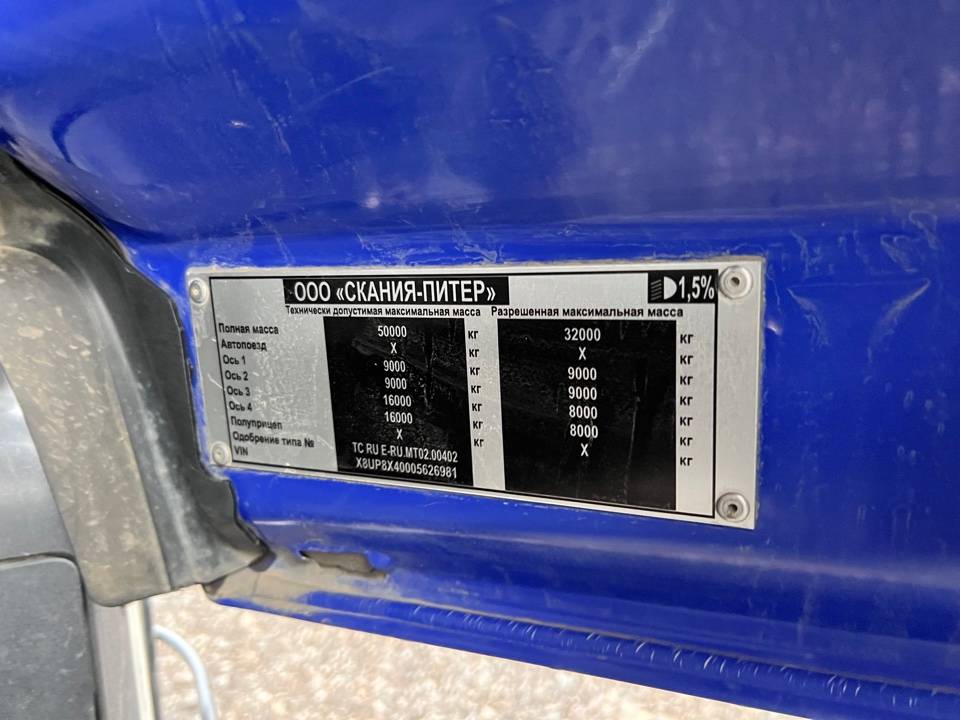 ООО «СКАНИЯ-ПИТЕР» 1,5%
Технически допустимая максимальная масса Разрешенная максимальная масса
Полная масса 50000 кг 32000 кг
Автопоезд X кг X кг
Ось 1 9000 кг 9000 кг
Ось 2 9000 кг 9000 кг
Ось 3 16000 кг 8000 кг
Ось 4 16000 кг 8000 кг
Полуприцеп X кг X кг
Одобрение типа № TC RU E-RU.MT02.00402
VIN X8UP8X40005626981